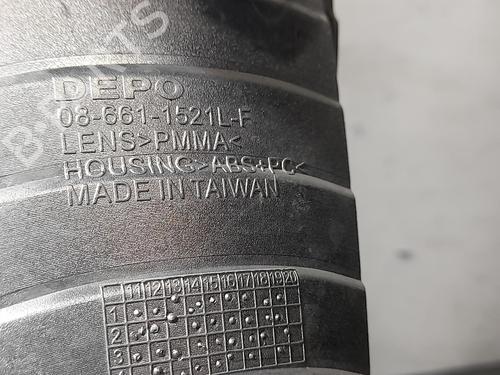 DEPO
08-661-1521L-F
LENS>PMMA<
HOUSING>ABS+PC<
MADE IN TAIWAN
11 12 13 14 15 16 17 18 19 20
1
2
3